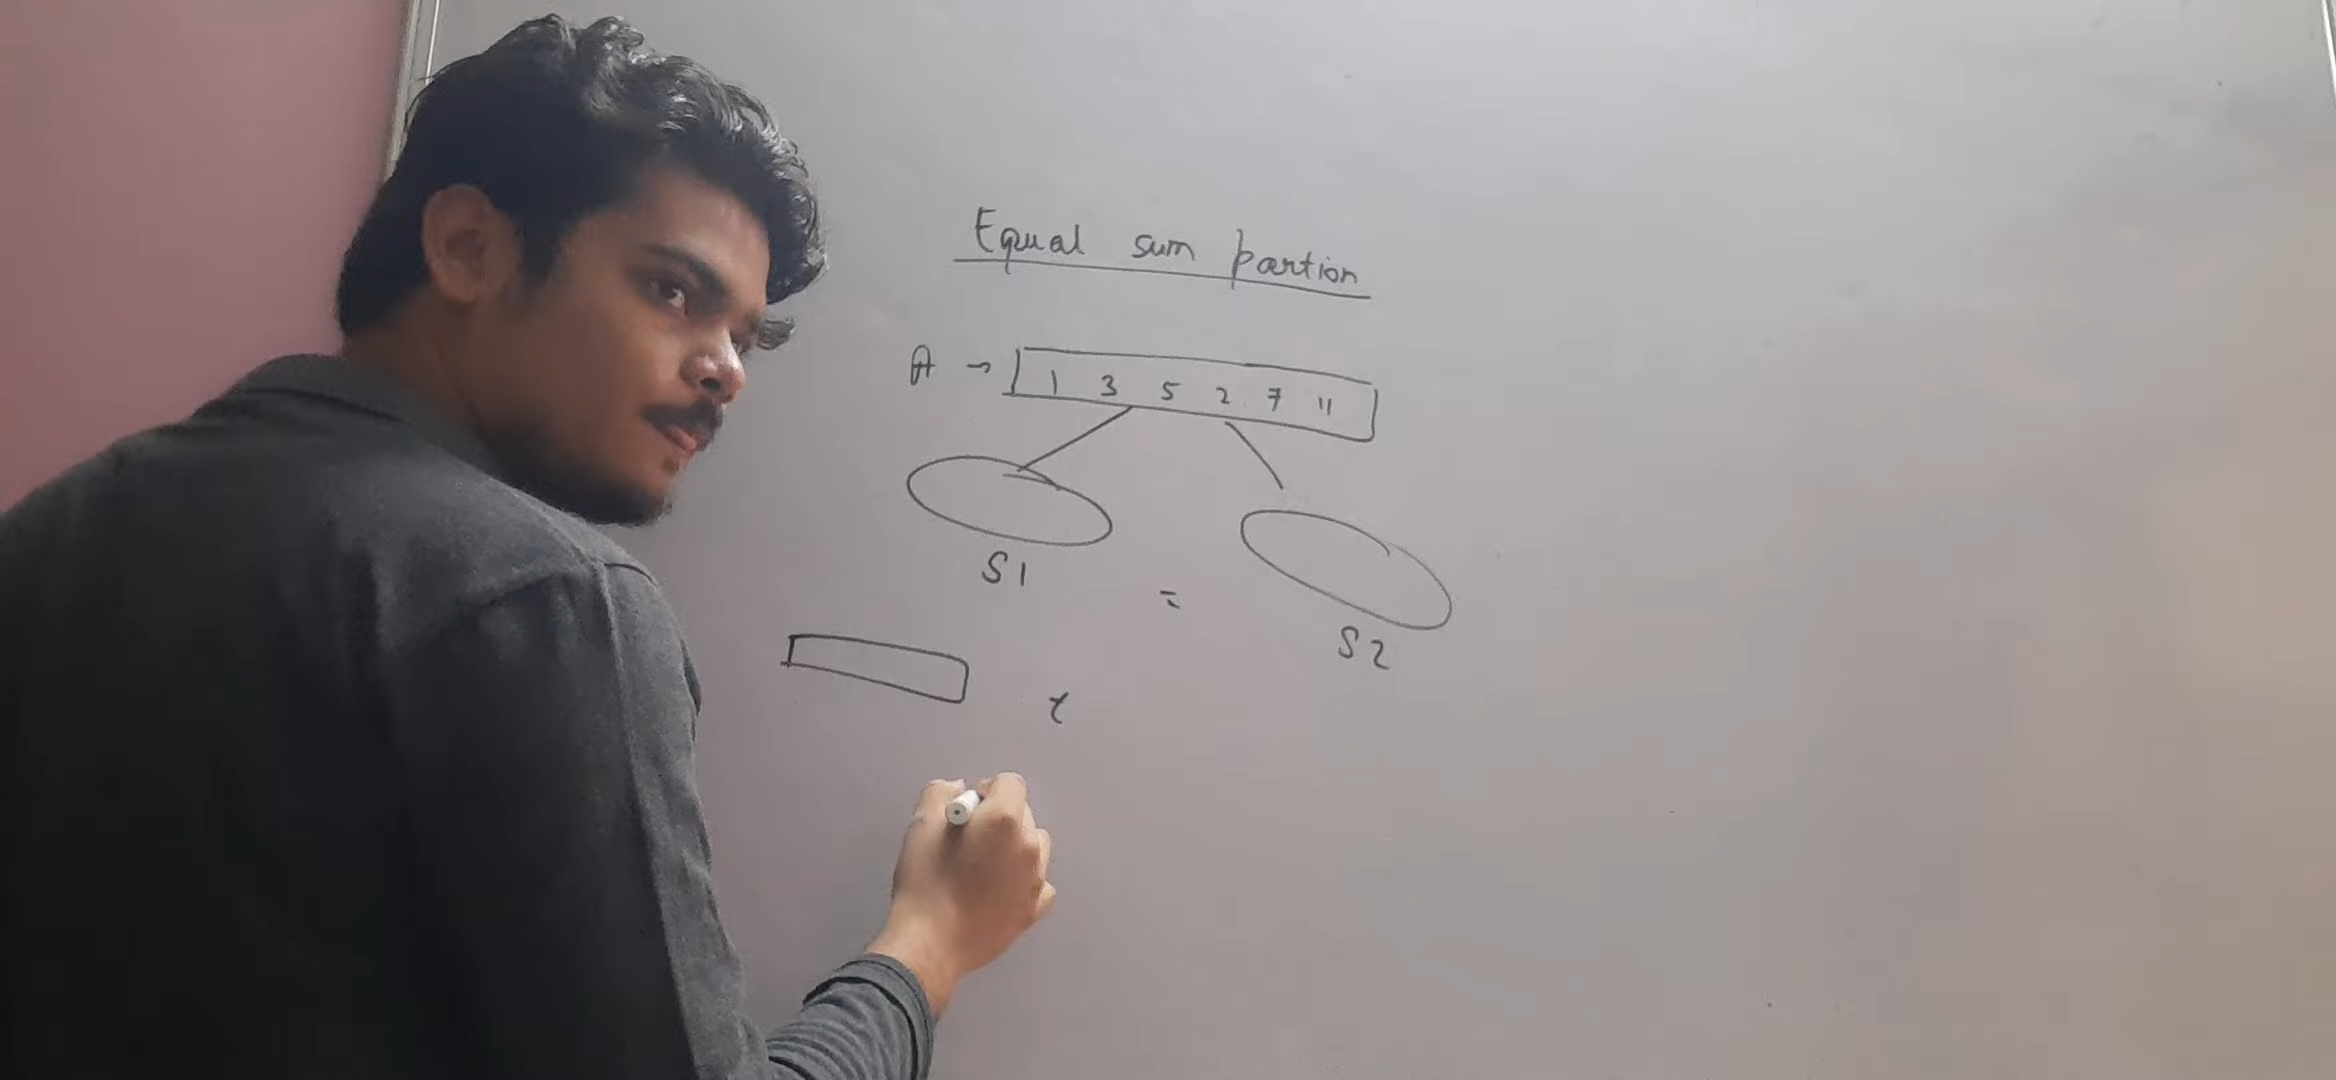 Equal sum partion
A → 1 3 5 2 7 11
S1 = S2
t